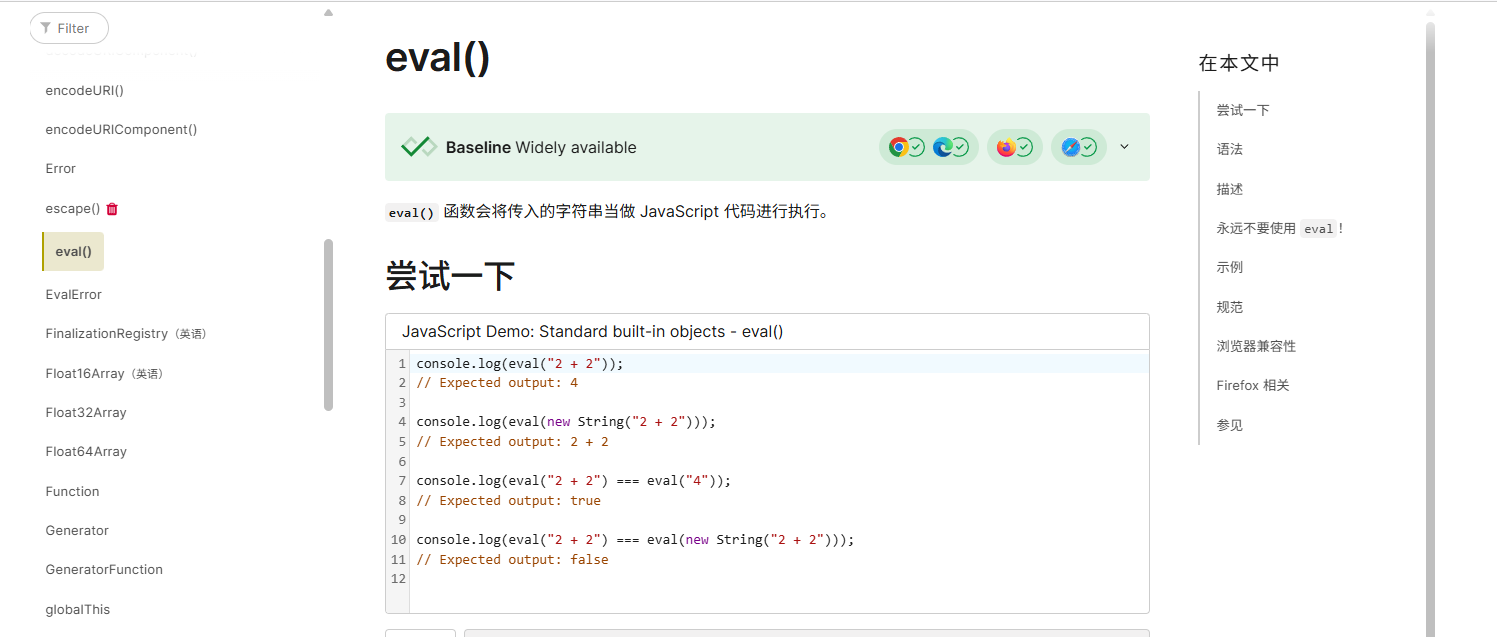 Filter
encodeURI()
encodeURIComponent()
Error
escape()
eval()
EvalError
FinalizationRegistry（英语）
Float16Array（英语）
Float32Array
Float64Array
Function
Generator
GeneratorFunction
globalThis
eval()
Baseline Widely available
eval() 函数会将传入的字符串当做 JavaScript 代码进行执行。
尝试一下
JavaScript Demo: Standard built-in objects - eval()
1 console.log(eval("2 + 2"));
2 // Expected output: 4
3
4 console.log(eval(new String("2 + 2")));
5 // Expected output: 2 + 2
6
7 console.log(eval("2 + 2") === eval("4"));
8 // Expected output: true
9
10 console.log(eval("2 + 2") === eval(new String("2 + 2")));
11 // Expected output: false
12
在本文中
尝试一下
语法
描述
永远不要使用 eval！
示例
规范
浏览器兼容性
Firefox 相关
参见